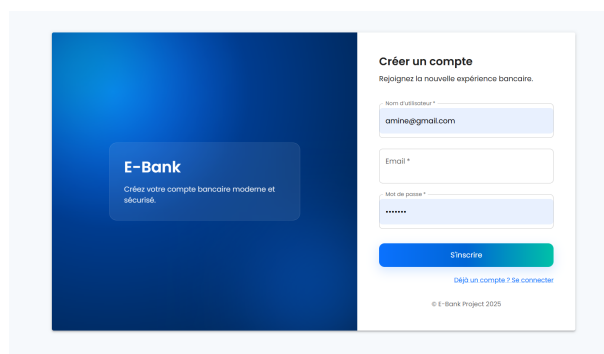 E-Bank
Créez votre compte bancaire moderne et
sécurisé.
Créer un compte
Rejoignez la nouvelle expérience bancaire.
Nom d'utilisateur *
amine@gmail.com
Email *
Mot de passe *
•••••••
S'inscrire
Déjà un compte ? Se connecter
© E-Bank Project 2025